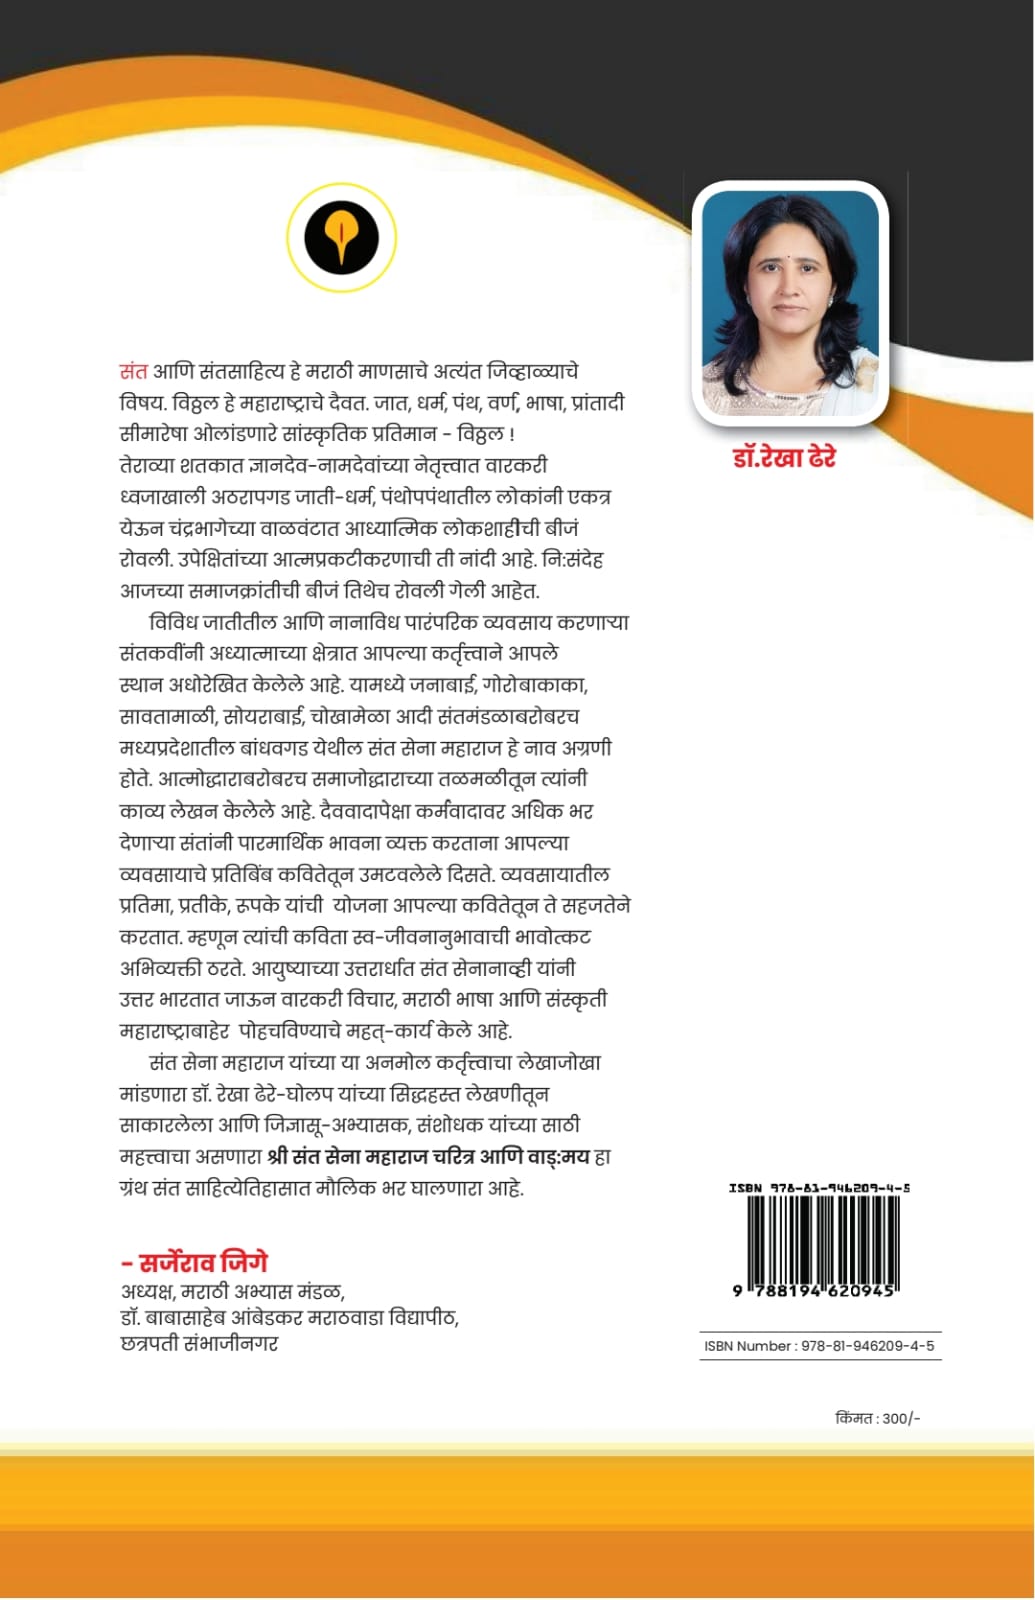 संत आणि संतसाहित्य हे मराठी माणसाचे अत्यंत जिव्हाळ्याचे
विषय. विठ्ठल हे महाराष्ट्राचे दैवत. जात, धर्म, पंथ, वर्ण, भाषा, प्रांतादी
सीमारेषा ओलांडणारे सांस्कृतिक प्रतिमान - विठ्ठल !
तेराव्या शतकात ज्ञानदेव-नामदेवांच्या नेतृत्त्वात वारकरी
ध्वजाखाली अठरापगड जाती-धर्म, पंथोपपंथातील लोकांनी एकत्र
येऊन चंद्रभागेच्या वाळवंटात आध्यात्मिक लोकशाहीची बीजं
रोवली. उपेक्षितांच्या आत्मप्रकटीकरणाची ती नांदी आहे. नि:संदेह
आजच्या समाजक्रांतीची बीजं तिथेच रोवली गेली आहेत.
विविध जातीतील आणि नानाविध पारंपरिक व्यवसाय करणाऱ्या
संतकवींनी अध्यात्माच्या क्षेत्रात आपल्या कर्तृत्त्वाने आपले
स्थान अधोरेखित केलेले आहे. यामध्ये जनाबाई, गोरोबाकाका,
सावतामाळी, सोयराबाई, चोखामेळा आदी संतमंडळाबरोबरच
मध्यप्रदेशातील बांधवगड येथील संत सेना महाराज हे नाव अग्रणी
होते. आत्मोद्धाराबरोबरच समाजोद्धाराच्या तळमळीतून त्यांनी
काव्य लेखन केलेले आहे. दैववादापेक्षा कर्मवादावर अधिक भर
देणाऱ्या संतांनी पारमार्थिक भावना व्यक्त करताना आपल्या
व्यवसायाचे प्रतिबिंब कवितेतून उमटवलेले दिसते. व्यवसायातील
प्रतिमा, प्रतीके, रूपके यांची योजना आपल्या कवितेतून ते सहजतेने
करतात. म्हणून त्यांची कविता स्व-जीवनानुभावाची भावोत्कट
अभिव्यक्ती ठरते. आयुष्याच्या उत्तरार्धात संत सेनानाव्ही यांनी
उत्तर भारतात जाऊन वारकरी विचार, मराठी भाषा आणि संस्कृती
महाराष्ट्राबाहेर पोहचविण्याचे महत्-कार्य केले आहे.
संत सेना महाराज यांच्या या अनमोल कर्तृत्त्वाचा लेखाजोखा
मांडणारा डॉ. रेखा ढेरे-घोलप यांच्या सिद्धहस्त लेखणीतून
साकारलेला आणि जिज्ञासू-अभ्यासक, संशोधक यांच्या साठी
महत्त्वाचा असणारा श्री संत सेना महाराज चरित्र आणि वाङ्:मय हा
ग्रंथ संत साहित्येतिहासात मौलिक भर घालणारा आहे.
- सर्जेराव जिगे
अध्यक्ष, मराठी अभ्यास मंडळ,
डॉ. बाबासाहेब आंबेडकर मराठवाडा विद्यापीठ,
छत्रपती संभाजीनगर
डॉ.रेखा ढेरे
ISBN 978-81-946209-4-5
9 788194 620945
ISBN Number : 978-81-946209-4-5
किंमत : 300/-